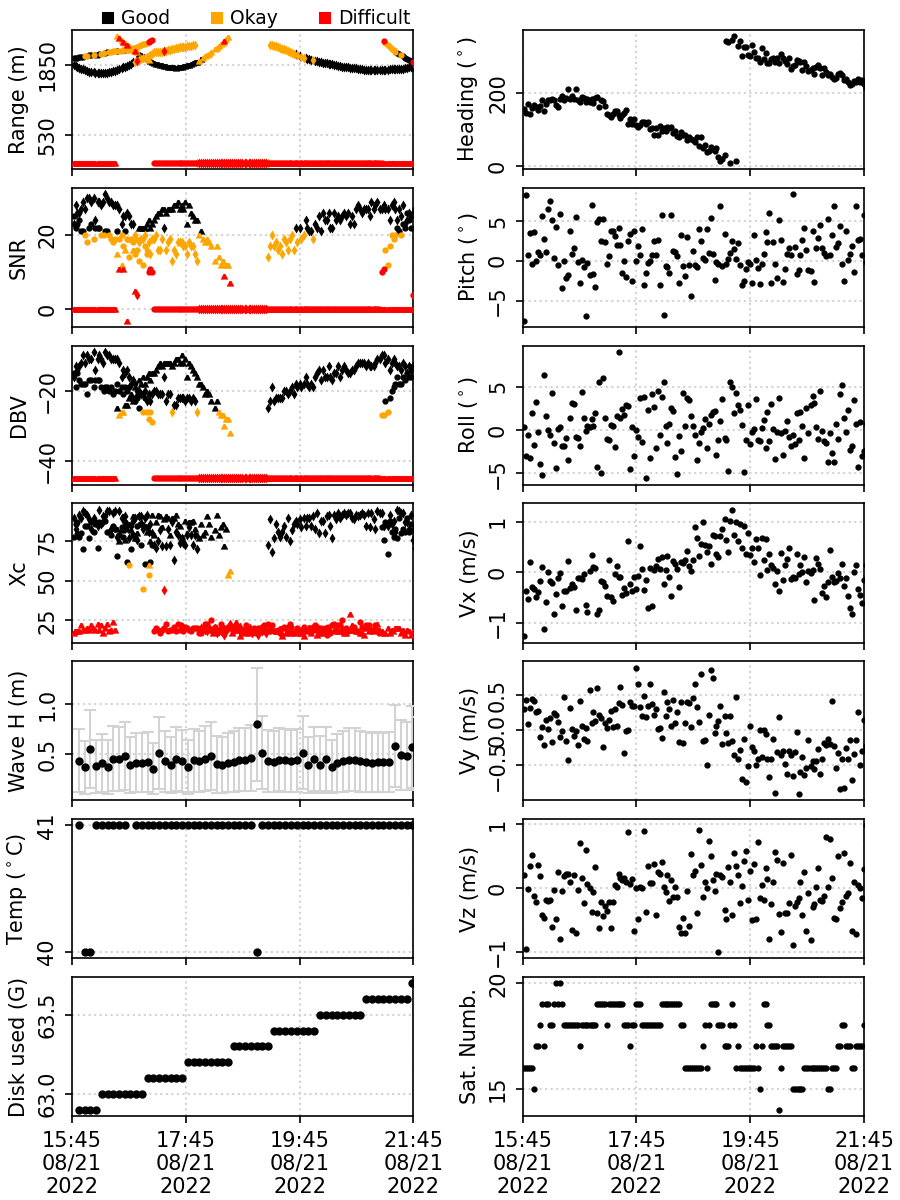 Good Okay Difficult
Range (m)
1850
530
Heading (°)
200
0
SNR
20
0
Pitch (°)
5
0
−5
DBV
−20
−40
Roll (°)
5
0
−5
Xc
75
50
25
Vx (m/s)
1
0
−1
Wave H (m)
1.0
0.5
Vy (m/s)
0.5
0.0
−0.5
Temp (°C)
41
40
Vz (m/s)
1
0
−1
Disk used (G)
63.5
63.0
Sat. Numb.
20
15
15:45 17:45 19:45 21:45
08/21 08/21 08/21 08/21
2022 2022 2022 2022
15:45 17:45 19:45 21:45
08/21 08/21 08/21 08/21
2022 2022 2022 2022